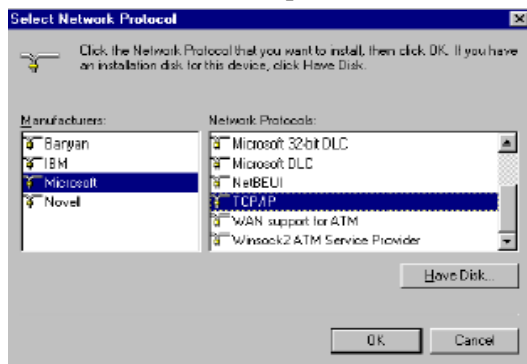 Select Network Protocol
Click the Network Protocol that you want to install, then click OK. If you have
an installation disk for this device, click Have Disk.
Manufacturers:
Banyan
IBM
Microsoft
Novell
Network Protocols:
Microsoft 32-bit DLC
Microsoft DLC
NetBEUI
TCP/IP
WAN support for ATM
Winsock2 ATM Service Provider
Have Disk...
OK
Cancel